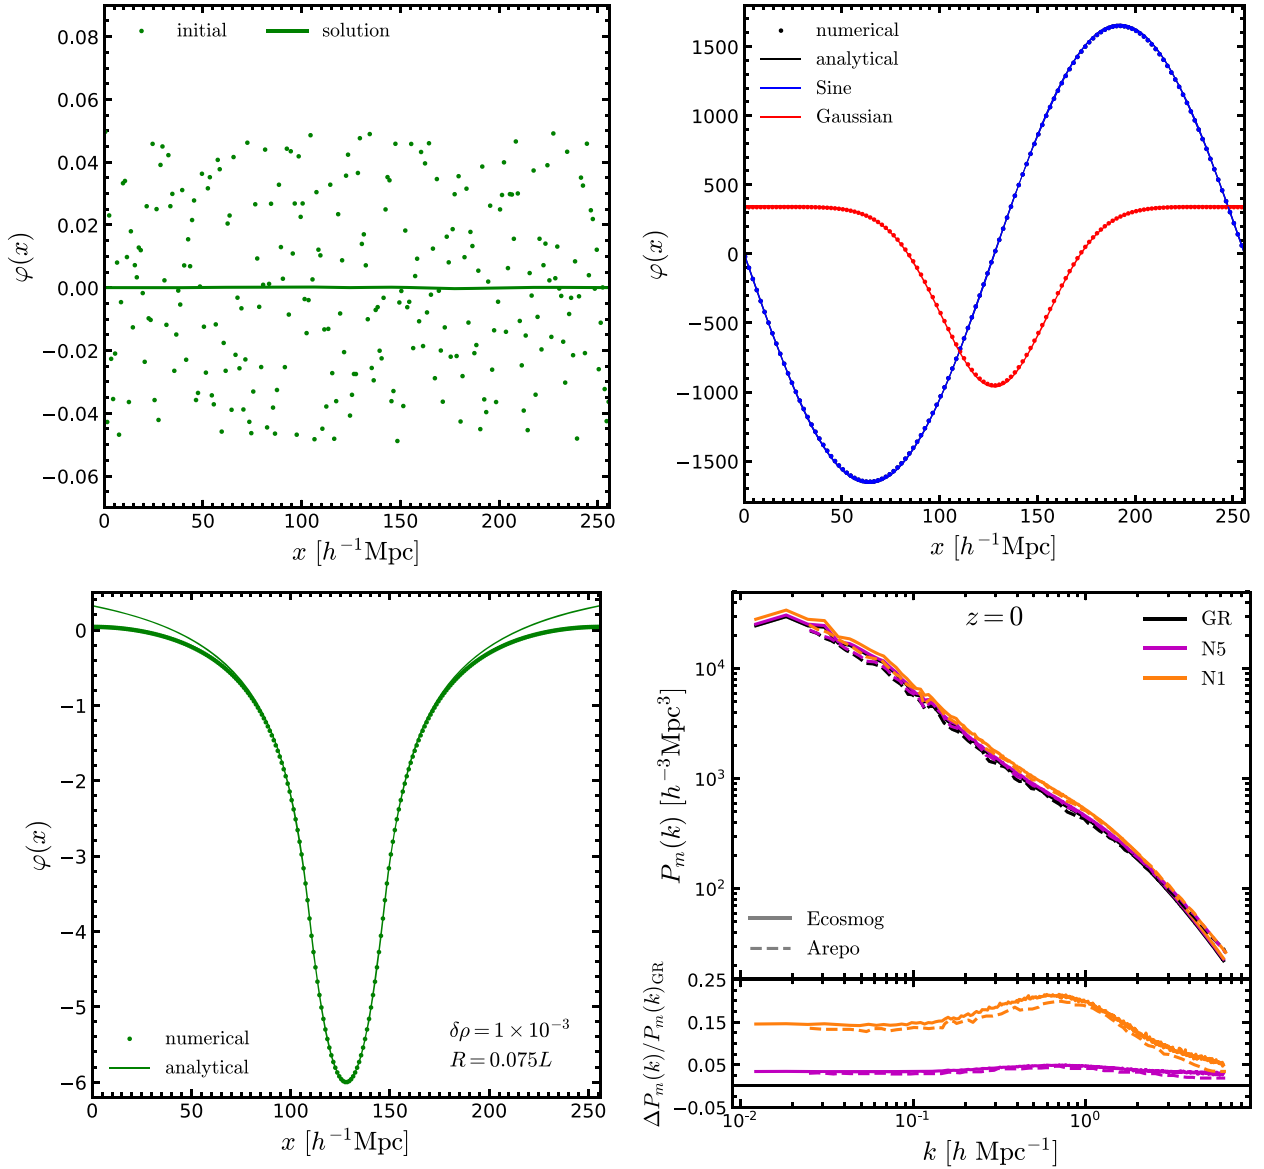 initial
solution
0.08
0.06
0.04
0.02
0.00
−0.02
−0.04
−0.06
φ(x)
0
50
100
150
200
250
x [h⁻¹Mpc]
numerical
analytical
Sine
Gaussian
1500
1000
500
0
−500
−1000
−1500
φ(x)
0
50
100
150
200
250
x [h⁻¹Mpc]
0
−1
−2
−3
−4
−5
−6
φ(x)
numerical
analytical
δρ = 1 × 10⁻³
R = 0.075L
0
50
100
150
200
250
x [h⁻¹Mpc]
z = 0
GR
N5
N1
10⁴
10³
10²
Pₘ(k) [h⁻³Mpc³]
Ecosmog
Arepo
0.25
0.15
0.05
−0.05
ΔPₘ(k)/Pₘ(k)GR
10⁻²
10⁻¹
10⁰
k [h Mpc⁻¹]